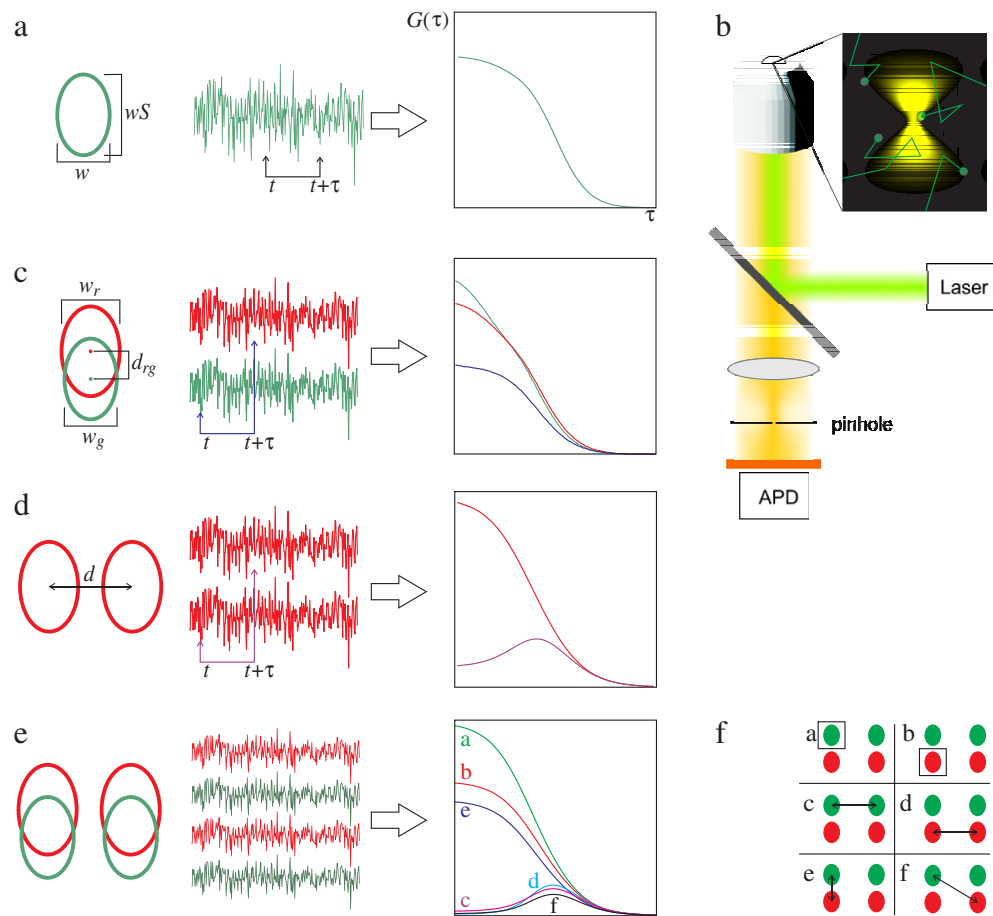 a
wS
w
t
t+τ
G(τ)
τ
b
Laser
pinhole
APD
c
w_r
d_rg
w_g
t
t+τ
d
d
t
t+τ
e
a
b
e
d
c
f
f
a
b
c
d
e
f